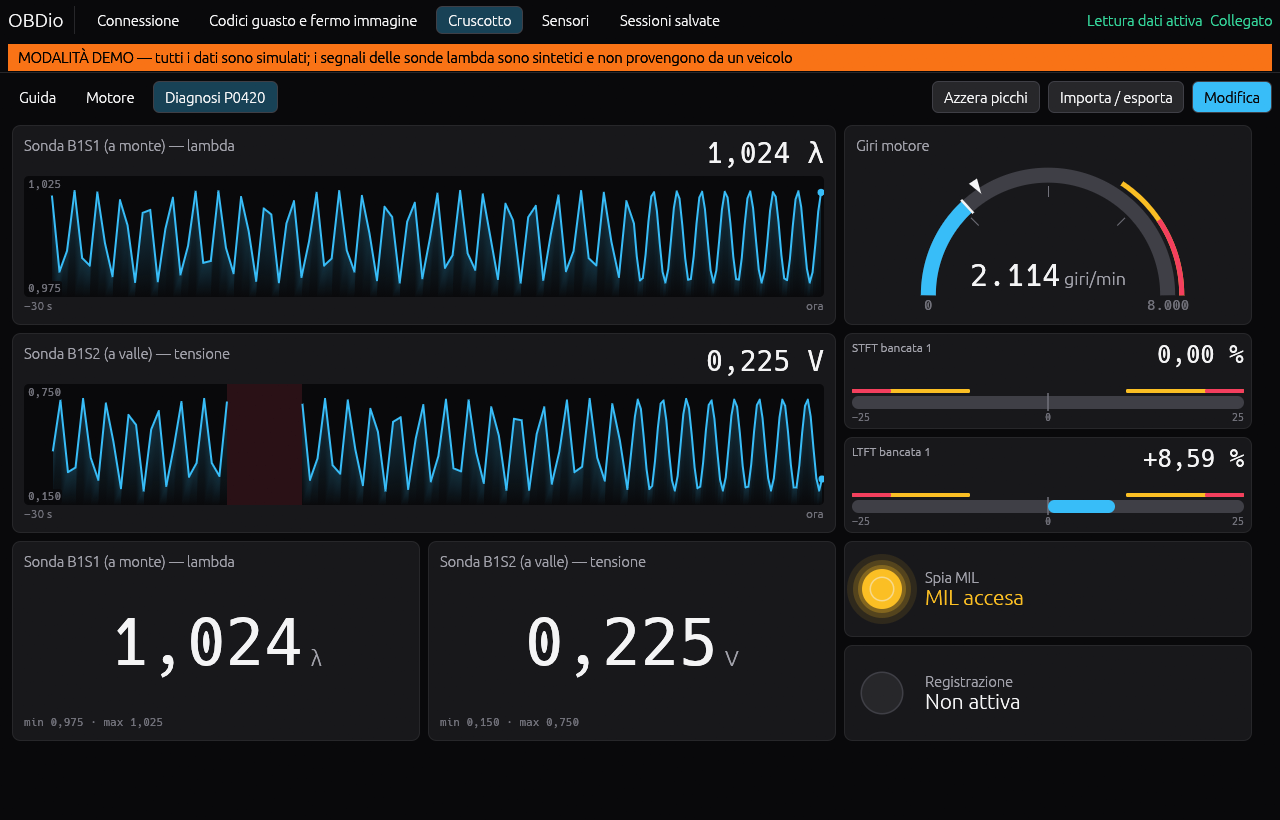 OBDio Connessione Codici guasto e fermo immagine Cruscotto Sensori Sessioni salvate Lettura dati attiva Collegato
MODALITÀ DEMO — tutti i dati sono simulati; i segnali delle sonde lambda sono sintetici e non provengono da un veicolo
Guida Motore Diagnosi P0420 Azzera picchi Importa / esporta Modifica
Sonda B1S1 (a monte) — lambda
1,024 λ
1,025
0,975
−30 s ora
Giri motore
2.114 giri/min
0 8.000
Sonda B1S2 (a valle) — tensione
0,225 V
0,750
0,150
−30 s ora
STFT bancata 1
0,00 %
−25 0 25
LTFT bancata 1
+8,59 %
−25 0 25
Sonda B1S1 (a monte) — lambda
1,024 λ
min 0,975 · max 1,025
Sonda B1S2 (a valle) — tensione
0,225 V
min 0,150 · max 0,750
Spia MIL
MIL accesa
Registrazione
Non attiva